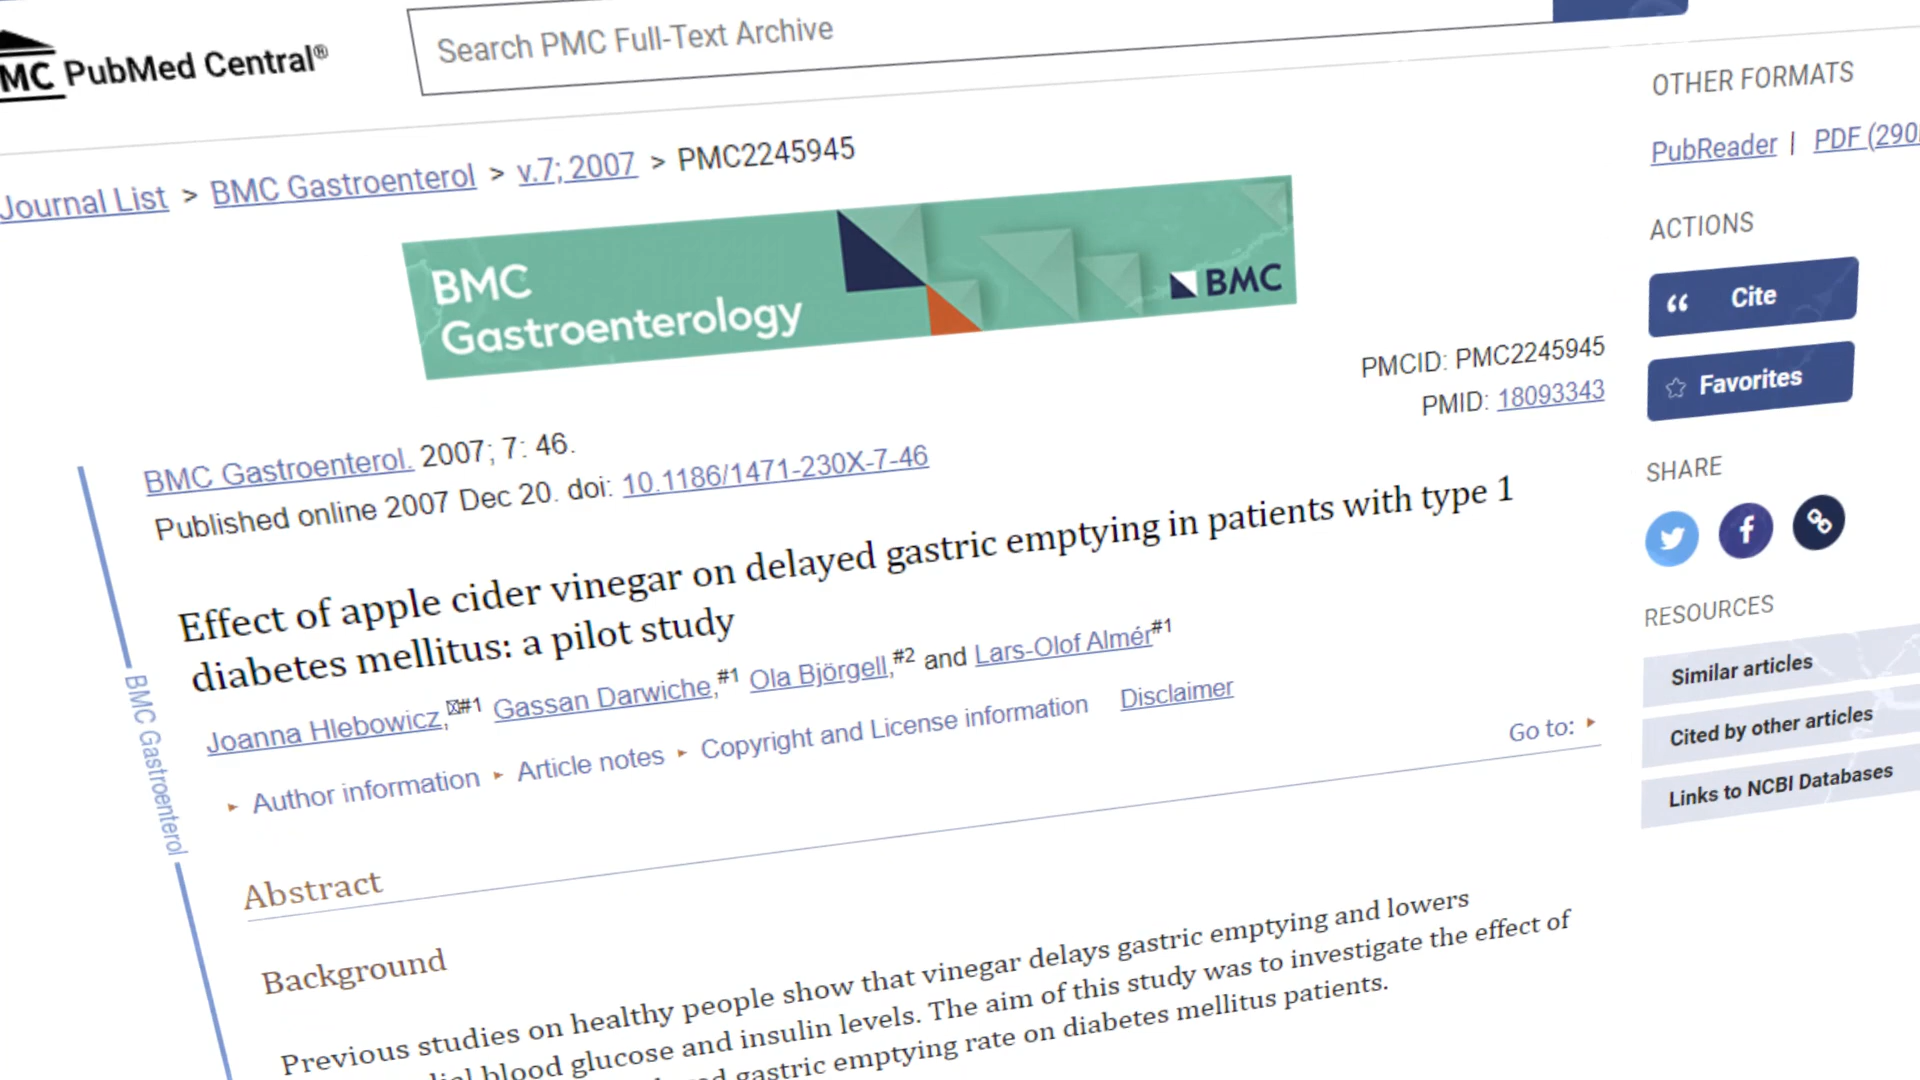 MC PubMed Central®
Search PMC Full-Text Archive
Journal List > BMC Gastroenterol > v.7; 2007 > PMC2245945
BMC
Gastroenterology
BMC
PMCID: PMC2245945
PMID: 18093343
BMC Gastroenterol. 2007; 7: 46.
Published online 2007 Dec 20. doi: 10.1186/1471-230X-7-46
Effect of apple cider vinegar on delayed gastric emptying in patients with type 1
diabetes mellitus: a pilot study
Joanna Hlebowicz,#1 Gassan Darwiche,#1 Ola Björgell,#2 and Lars-Olof Almér#1
Author information ▸ Article notes ▸ Copyright and License information Disclaimer
Go to: ▸
Abstract
Background
Previous studies on healthy people show that vinegar delays gastric emptying and lowers
blood glucose and insulin levels. The aim of this study was to investigate the effect of
gastric emptying rate on diabetes mellitus patients.
BMC Gastroenterol
OTHER FORMATS
PubReader | PDF (290
ACTIONS
Cite
Favorites
SHARE
RESOURCES
Similar articles
Cited by other articles
Links to NCBI Databases